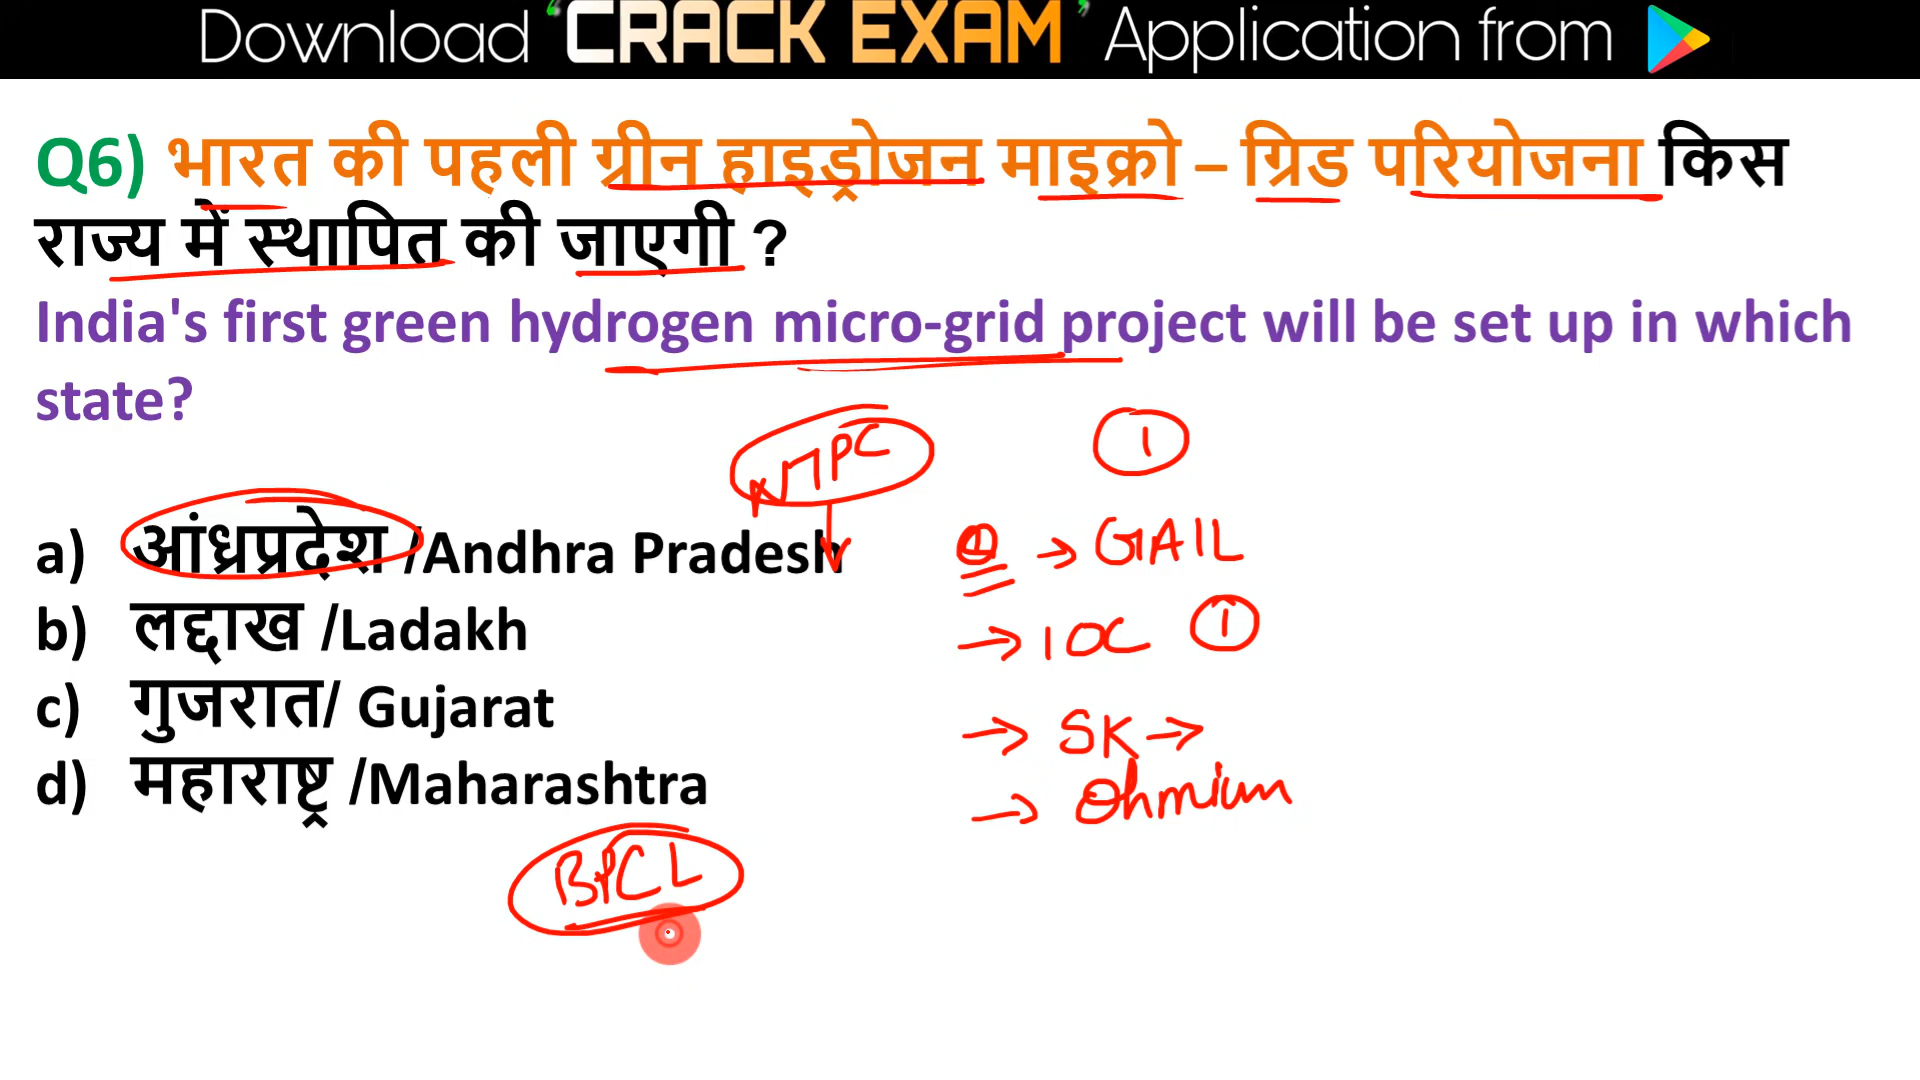 Download ‘CRACK EXAM’ Application from
Q6) भारत की पहली ग्रीन हाइड्रोजन माइक्रो – ग्रिड परियोजना किस
राज्य में स्थापित की जाएगी ?
India's first green hydrogen micro-grid project will be set up in which
state?
NTPC
1
a) आंध्रप्रदेश /Andhra Pradesh
1 → GAIL
b) लद्दाख /Ladakh
→ IOC 1
c) गुजरात/ Gujarat
→ SK →
d) महाराष्ट्र /Maharashtra
→ Ohmium
BPCL